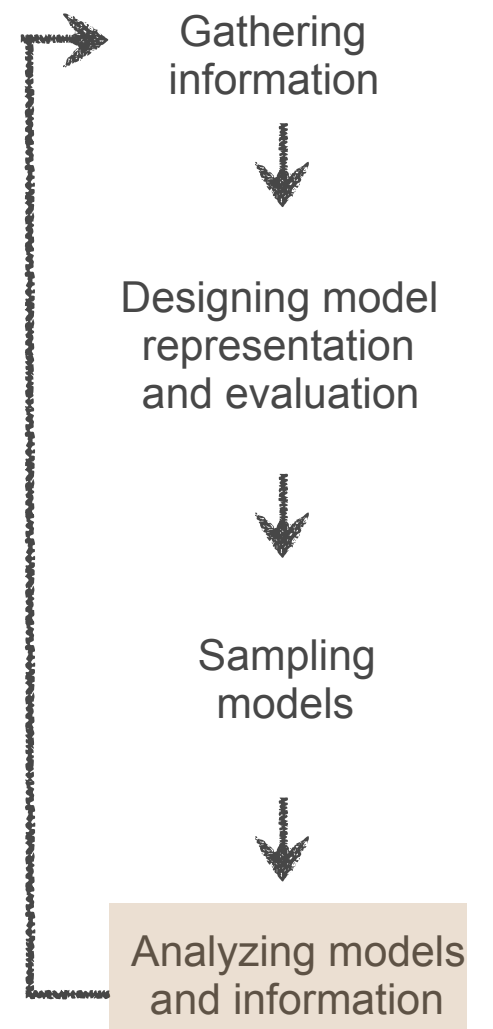 Gathering
information
Designing model
representation
and evaluation
Sampling
models
Analyzing models
and information